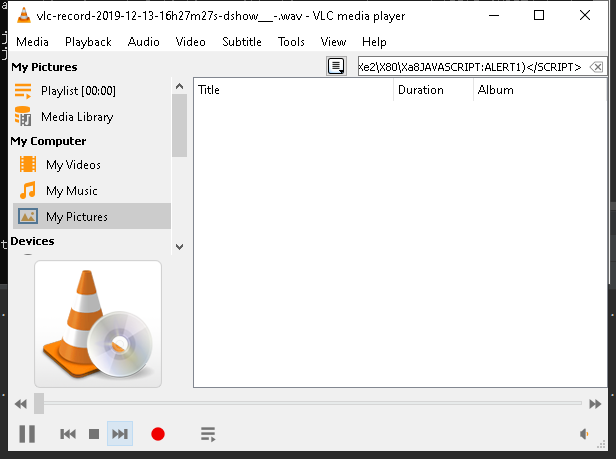 vlc-record-2019-12-13-16h27m27s-dshow__-.wav - VLC media player
Media Playback Audio Video Subtitle Tools View Help
My Pictures
Xe2\X80\Xa8JAVASCRIPT:ALERT1)</SCRIPT>
Playlist [00:00]
Title Duration Album
Media Library
My Computer
My Videos
My Music
My Pictures
Devices